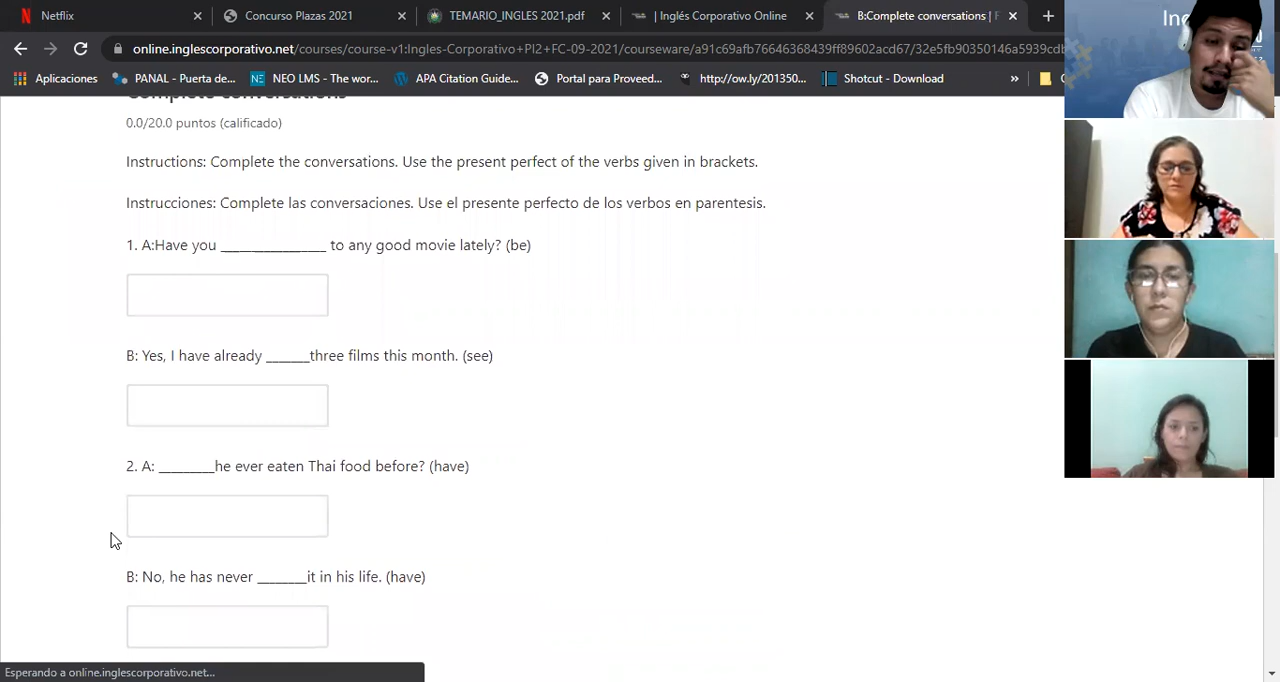 Netflix
Concurso Plazas 2021
TEMARIO_INGLES 2021.pdf
| Inglés Corporativo Online
B:Complete conversations | F
online.inglescorporativo.net/courses/course-v1:Ingles-Corporativo+PI2+FC-09-2021/courseware/a91c69afb76646368439ff89602acd67/32e5fb90350146a5939cdb
Aplicaciones
PANAL - Puerta de...
NEO LMS - The wor...
APA Citation Guide...
Portal para Proveed...
http://ow.ly/201350...
Shotcut - Download
»
Complete conversations
0.0/20.0 puntos (calificado)
Instructions: Complete the conversations. Use the present perfect of the verbs given in brackets.
Instrucciones: Complete las conversaciones. Use el presente perfecto de los verbos en parentesis.
1. A:Have you ________________ to any good movie lately? (be)
B: Yes, I have already ______three films this month. (see)
2. A: ________he ever eaten Thai food before? (have)
B: No, he has never _______it in his life. (have)
Esperando a online.inglescorporativo.net...